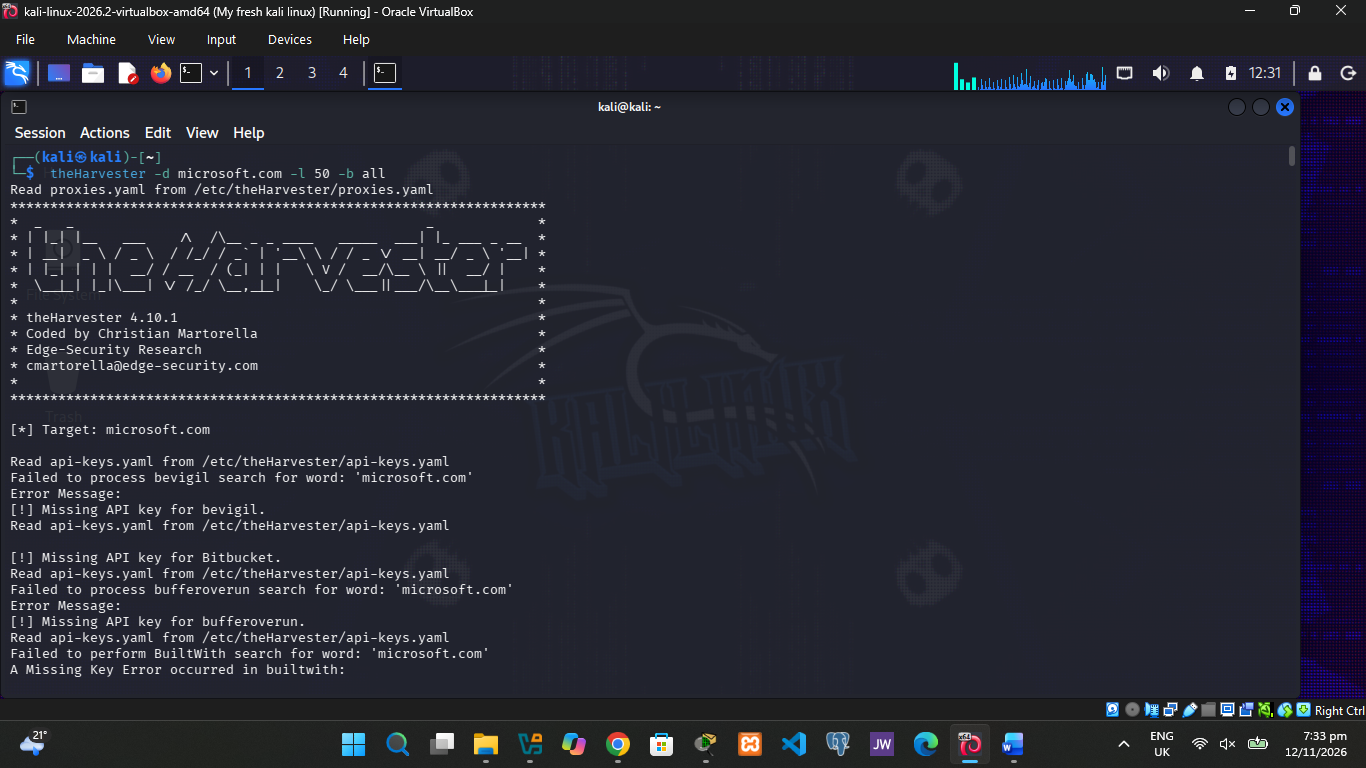 kali-linux-2026.2-virtualbox-amd64 (My fresh kali linux) [Running] - Oracle VirtualBox
File Machine View Input Devices Help
1 2 3 4 12:31
kali@kali: ~
Session Actions Edit View Help
┌──(kali㉿kali)-[~]
└─$ theHarvester -d microsoft.com -l 50 -b all
Read proxies.yaml from /etc/theHarvester/proxies.yaml
*******************************************************************
theHarvester
* theHarvester 4.10.1 *
* Coded by Christian Martorella *
* Edge-Security Research *
* cmartorella@edge-security.com *
* *
*******************************************************************
File System
Trash
KALI LINUX
[*] Target: microsoft.com
Read api-keys.yaml from /etc/theHarvester/api-keys.yaml
Failed to process bevigil search for word: 'microsoft.com'
Error Message:
[!] Missing API key for bevigil.
Read api-keys.yaml from /etc/theHarvester/api-keys.yaml
[!] Missing API key for Bitbucket.
Read api-keys.yaml from /etc/theHarvester/api-keys.yaml
Failed to process bufferoverun search for word: 'microsoft.com'
Error Message:
[!] Missing API key for bufferoverun.
Read api-keys.yaml from /etc/theHarvester/api-keys.yaml
Failed to perform BuiltWith search for word: 'microsoft.com'
A Missing Key Error occurred in builtwith:
Right Ctrl
21°
JW
ENG
UK
7:33 pm
12/11/2026